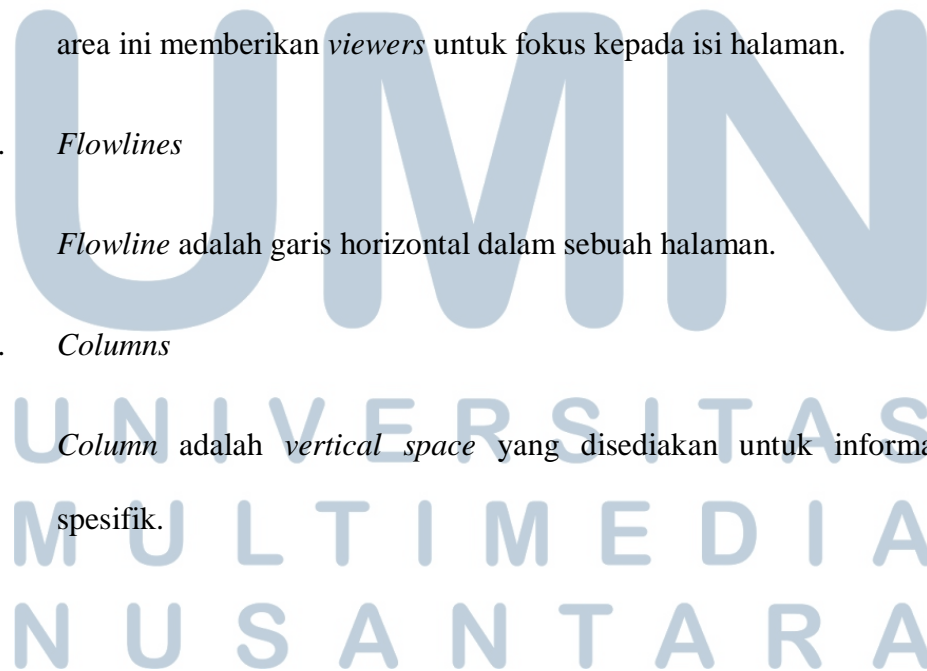 area ini memberikan viewers untuk fokus kepada isi halaman.
. Flowlines
Flowline adalah garis horizontal dalam sebuah halaman.
. Columns
Column adalah vertical space yang disediakan untuk informa
spesifik.
UMN
UNIVERSITAS
MULTIMEDIA
NUSANTARA